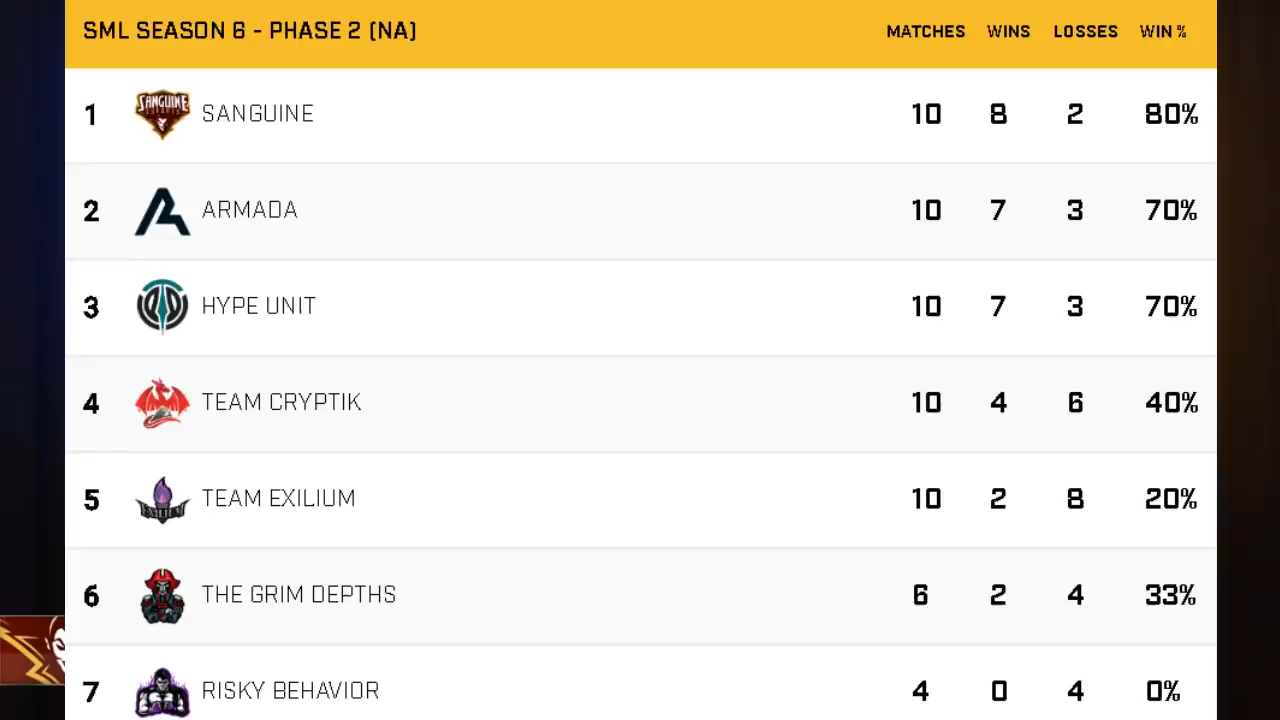 SML SEASON 6 - PHASE 2 (NA) MATCHES WINS LOSSES WIN %
1 SANGUINE SANGUINE 10 8 2 80%
2 ARMADA 10 7 3 70%
3 HYPE UNIT 10 7 3 70%
4 TEAM CRYPTIK 10 4 6 40%
5 EXILIUM TEAM EXILIUM 10 2 8 20%
6 THE GRIM DEPTHS 6 2 4 33%
7 RISKY BEHAVIOR 4 0 4 0%